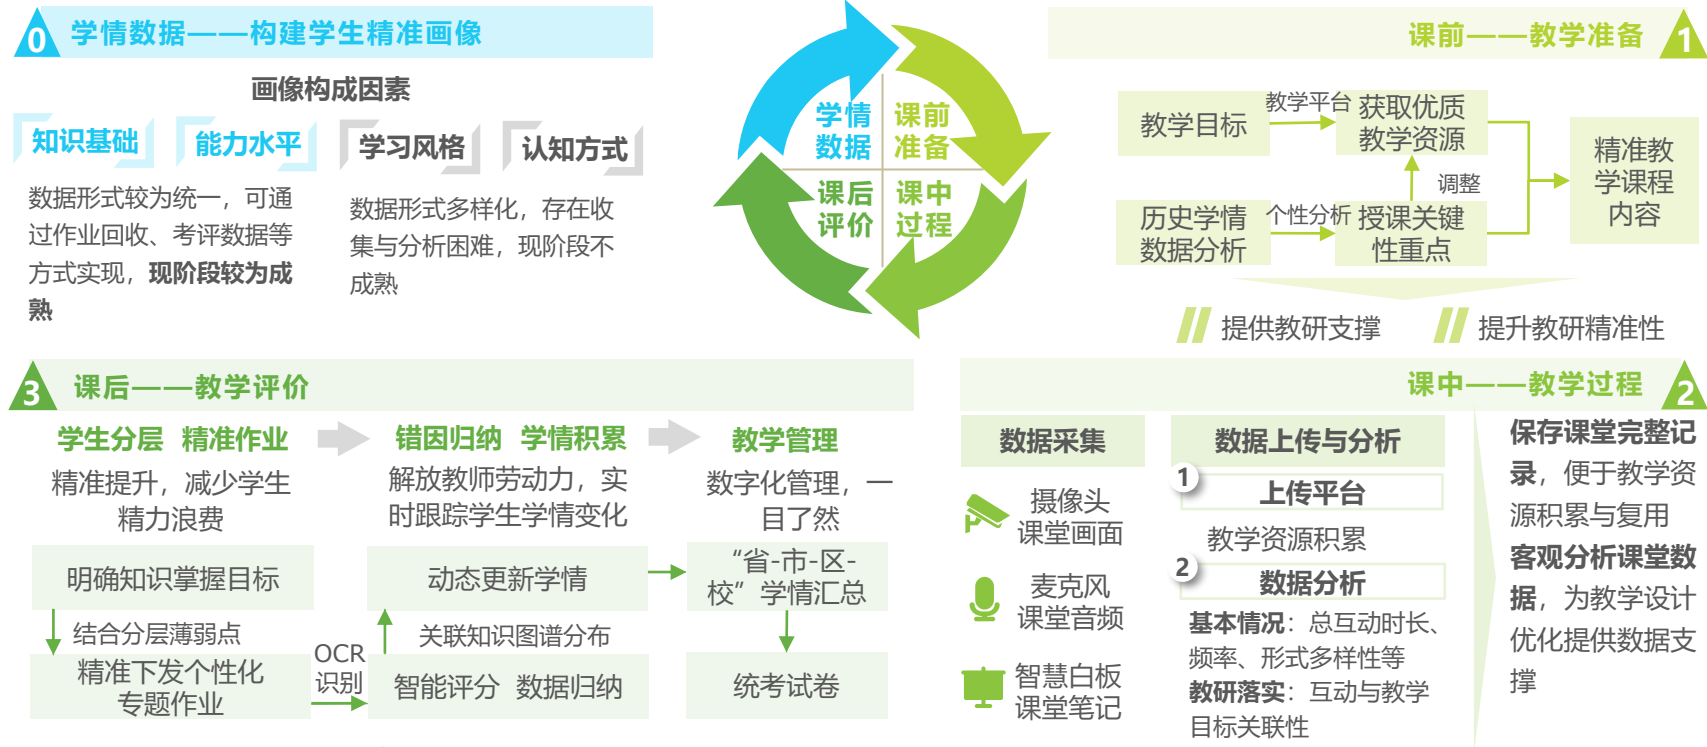 0
学情数据——构建学生精准画像
画像构成因素
知识基础
能力水平
学习风格
认知方式
数据形式较为统一，可通
过作业回收、考评数据等
方式实现，现阶段较为成
熟
数据形式多样化，存在收
集与分析困难，现阶段不
成熟
学情
数据
课前
准备
课后
评价
课中
过程
课前——教学准备
1
教学目标
教学平台
获取优质
教学资源
调整
历史学情
数据分析
个性分析
授课关键
性重点
精准教
学课程
内容
提供教研支撑
提升教研精准性
3
课后——教学评价
学生分层 精准作业
精准提升，减少学生
精力浪费
错因归纳 学情积累
解放教师劳动力，实
时跟踪学生学情变化
教学管理
数字化管理，一
目了然
明确知识掌握目标
结合分层薄弱点
精准下发个性化
专题作业
OCR
识别
动态更新学情
关联知识图谱分布
智能评分 数据归纳
“省-市-区-
校”学情汇总
统考试卷
课中——教学过程
2
数据采集
摄像头
课堂画面
麦克风
课堂音频
智慧白板
课堂笔记
数据上传与分析
1
上传平台
教学资源积累
2
数据分析
基本情况：总互动时长、
频率、形式多样性等
教研落实：互动与教学
目标关联性
保存课堂完整记
录，便于教学资
源积累与复用
客观分析课堂数
据，为教学设计
优化提供数据支
撑